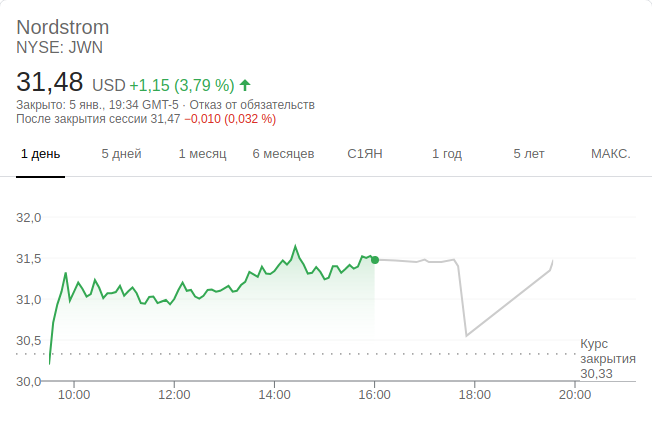 Nordstrom
NYSE: JWN
31,48 USD +1,15 (3,79 %)
Закрыто: 5 янв., 19:34 GMT-5 · Отказ от обязательств
После закрытия сессии 31,47 −0,010 (0,032 %)
1 день 5 дней 1 месяц 6 месяцев С1ЯН 1 год 5 лет МАКС.
32,0
31,5
31,0
30,5
Курс
закрытия
30,33
30,0
10:00 12:00 14:00 16:00 18:00 20:00